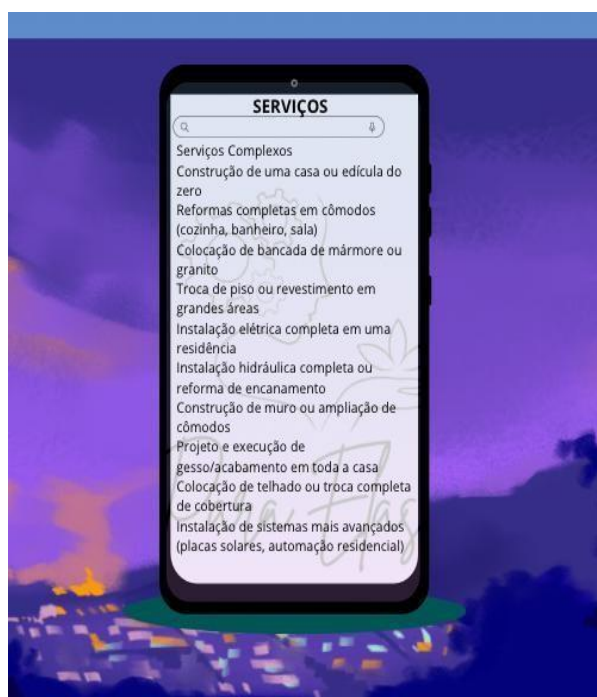 SERVIÇOS
Serviços Complexos
Construção de uma casa ou edícula do
zero
Reformas completas em cômodos
(cozinha, banheiro, sala)
Colocação de bancada de mármore ou
granito
Troca de piso ou revestimento em
grandes áreas
Instalação elétrica completa em uma
residência
Instalação hidráulica completa ou
reforma de encanamento
Construção de muro ou ampliação de
cômodos
Projeto e execução de
gesso/acabamento em toda a casa
Colocação de telhado ou troca completa
de cobertura
Instalação de sistemas mais avançados
(placas solares, automação residencial)
Para Elas